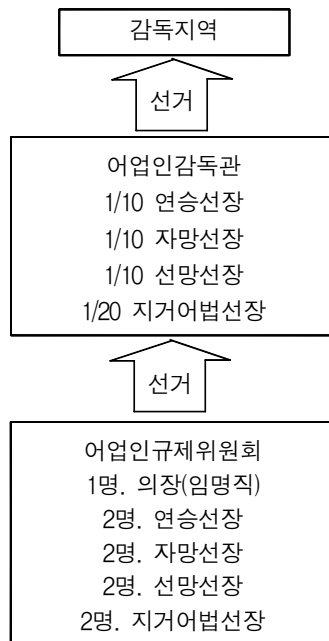 감독지역
선거
어업인감독관
1/10 연승선장
1/10 자망선장
1/10 선망선장
1/20 지거어법선장
선거
어업인규제위원회
1명. 의장(임명직)
2명. 연승선장
2명. 자망선장
2명. 선망선장
2명. 지거어법선장